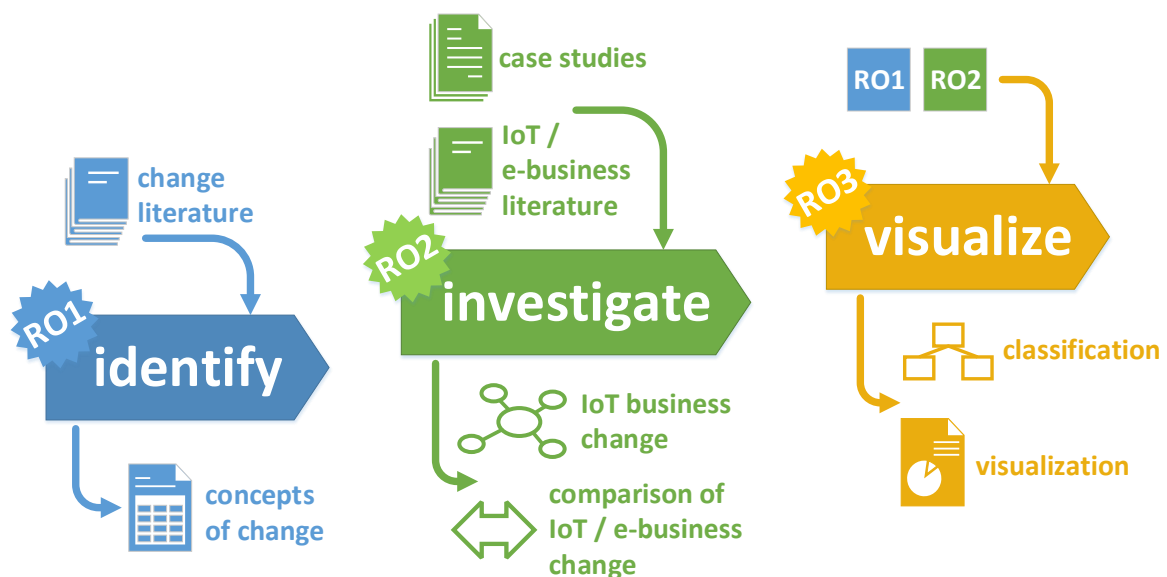 change
literature
RO1
identify
concepts
of change
case studies
IoT /
e-business
literature
RO2
investigate
IoT business
change
comparison of
IoT / e-business
change
RO1
RO2
RO3
visualize
classification
visualization